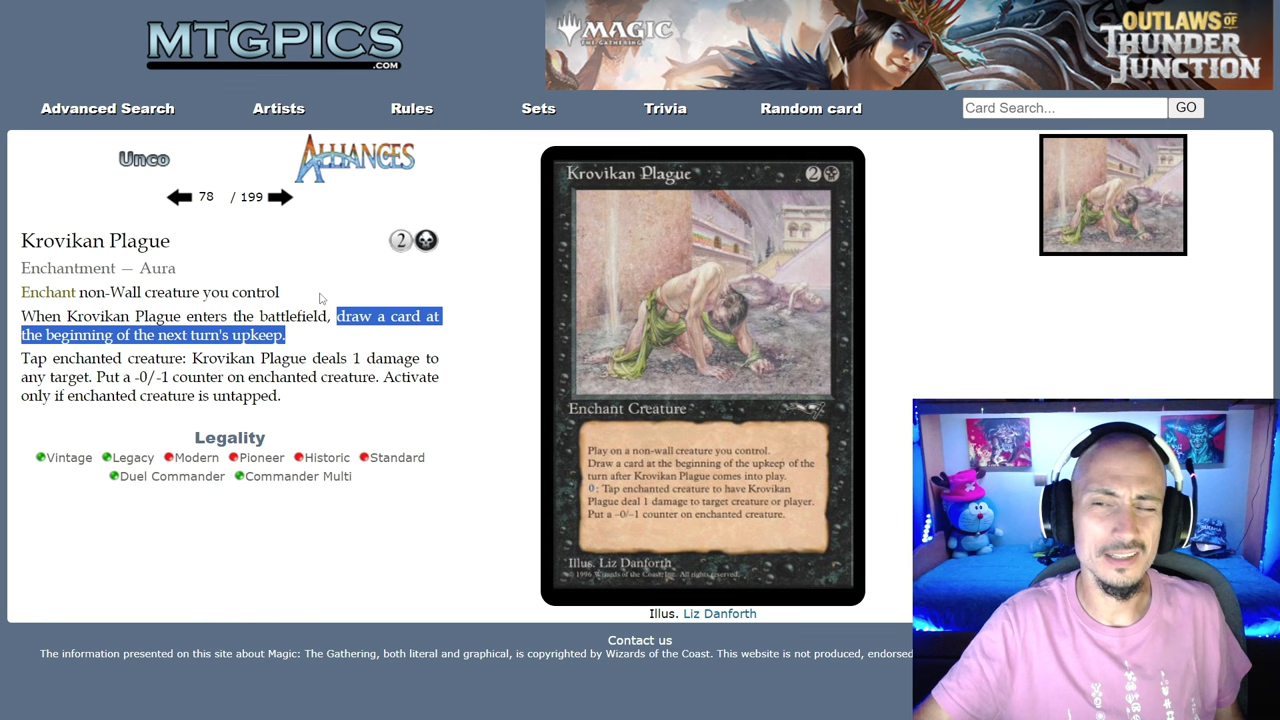 MTGPICS
.COM
MAGIC
THE GATHERING
OUTLAWS OF
THUNDER
JUNCTION
Advanced Search Artists Rules Sets Trivia Random card Card Search... GO
Unco ALLIANCES
78 / 199
Krovikan Plague 2
Enchantment — Aura
Enchant non-Wall creature you control
When Krovikan Plague enters the battlefield, draw a card at
the beginning of the next turn's upkeep.
Tap enchanted creature: Krovikan Plague deals 1 damage to
any target. Put a -0/-1 counter on enchanted creature. Activate
only if enchanted creature is untapped.
Legality
Vintage Legacy Modern Pioneer Historic Standard
Duel Commander Commander Multi
Krovikan Plague 2
Enchant Creature
Play on a non-wall creature you control.
Draw a card at the beginning of the upkeep of the
turn after Krovikan Plague comes into play.
0: Tap enchanted creature to have Krovikan
Plague deal 1 damage to target creature or player.
Put a -0/-1 counter on enchanted creature.
Illus. Liz Danforth
© 1996 Wizards of the Coast, Inc. All rights reserved.
Illus. Liz Danforth
Contact us
The information presented on this site about Magic: The Gathering, both literal and graphical, is copyrighted by Wizards of the Coast. This website is not produced, endorsed